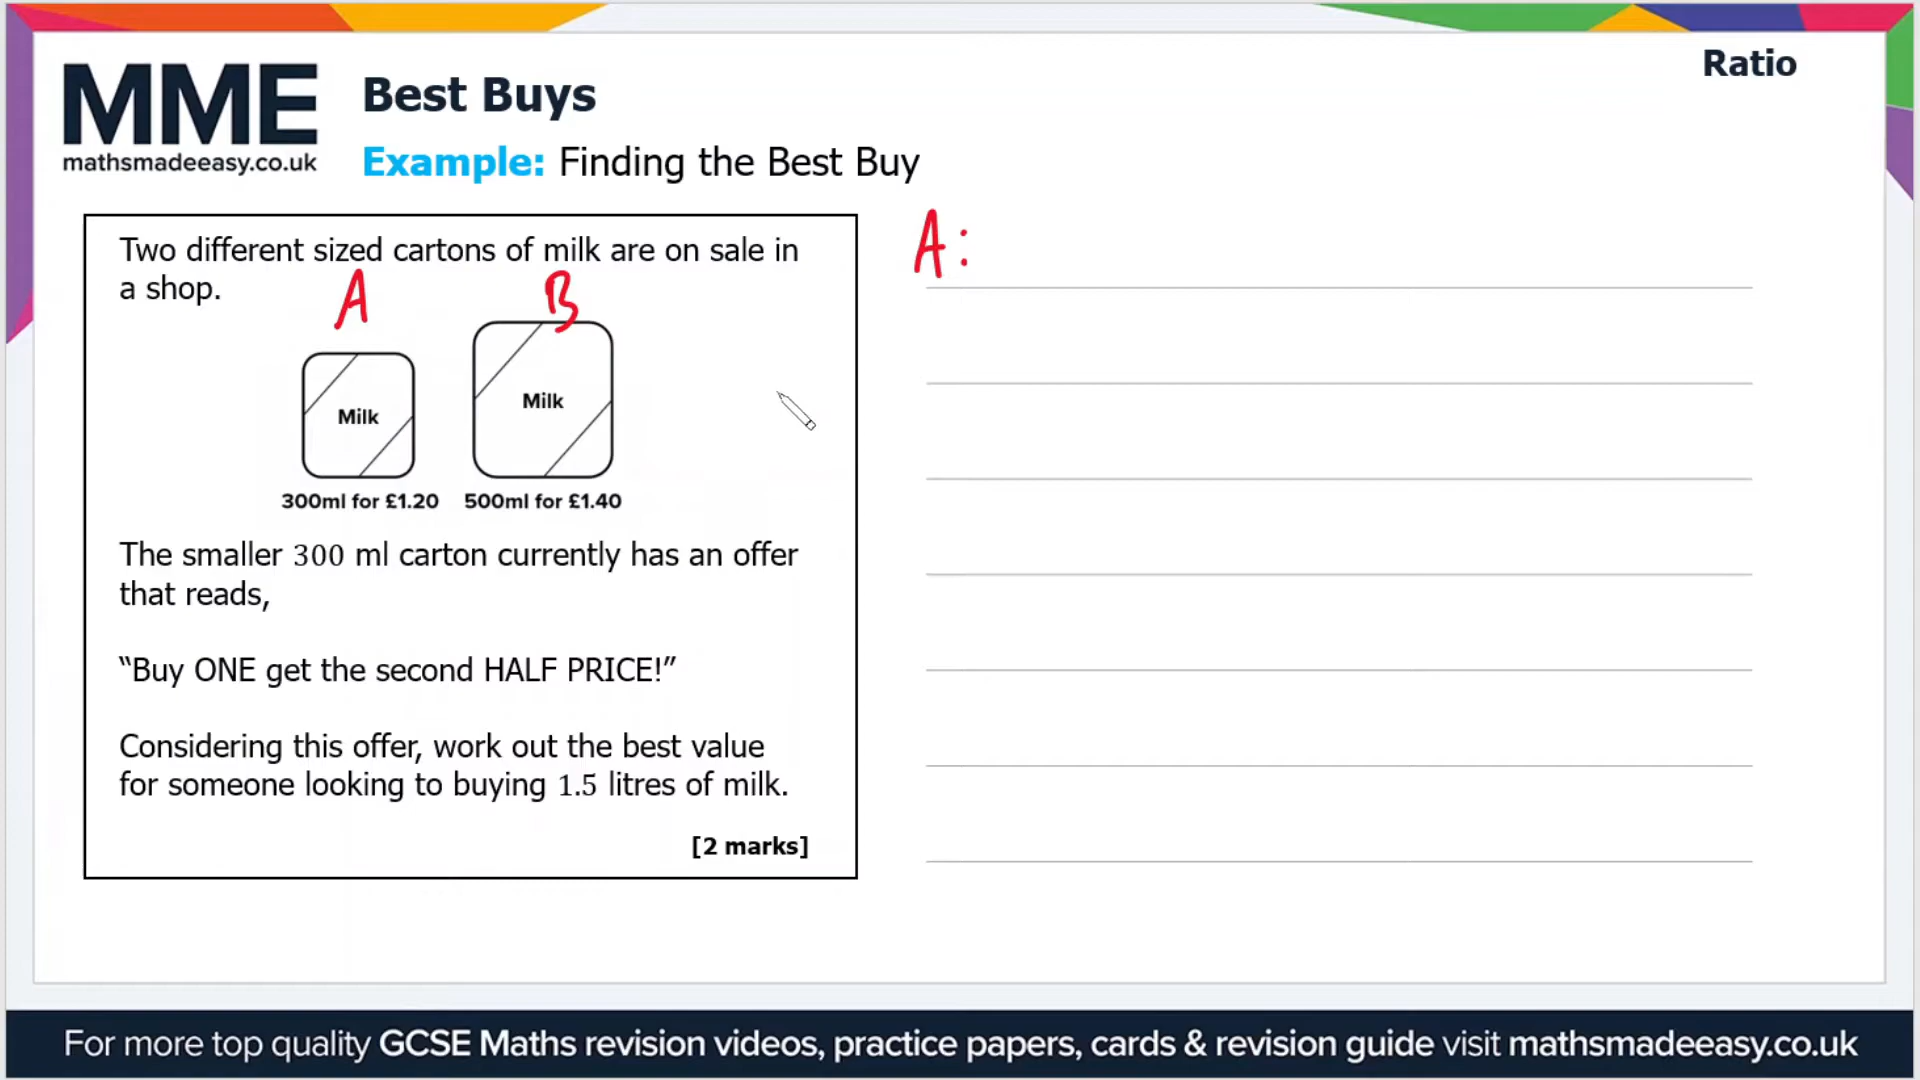 Ratio
MME
mathsmadeeasy.co.uk
Best Buys
Example: Finding the Best Buy
Two different sized cartons of milk are on sale in
a shop.
A
B
Milk
Milk
300ml for £1.20
500ml for £1.40
The smaller 300 ml carton currently has an offer
that reads,
“Buy ONE get the second HALF PRICE!”
Considering this offer, work out the best value
for someone looking to buying 1.5 litres of milk.
[2 marks]
A:
For more top quality GCSE Maths revision videos, practice papers, cards & revision guide visit mathsmadeeasy.co.uk